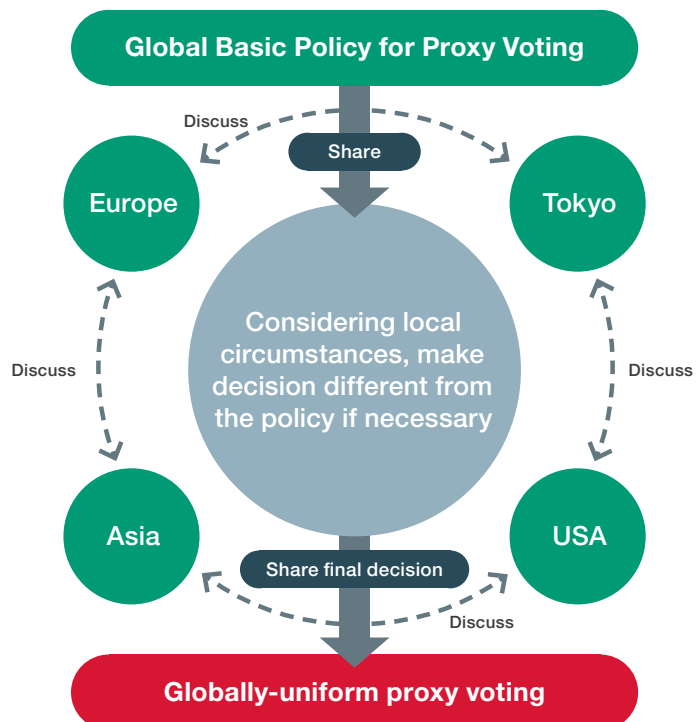 Global Basic Policy for Proxy Voting
Discuss
Share
Europe
Tokyo
Considering local
circumstances, make
decision different from
the policy if necessary
Discuss
Discuss
Asia
USA
Share final decision
Discuss
Globally-uniform proxy voting